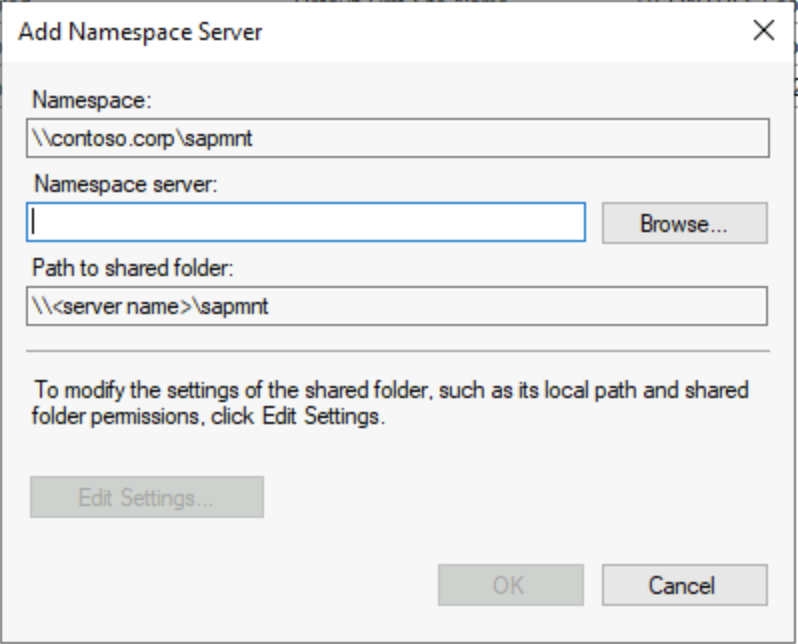 Add Namespace Server
Namespace:
\\contoso.corp\sapmnt
Namespace server:
Browse...
Path to shared folder:
\\<server name>\sapmnt
To modify the settings of the shared folder, such as its local path and shared
folder permissions, click Edit Settings.
Edit Settings...
OK
Cancel